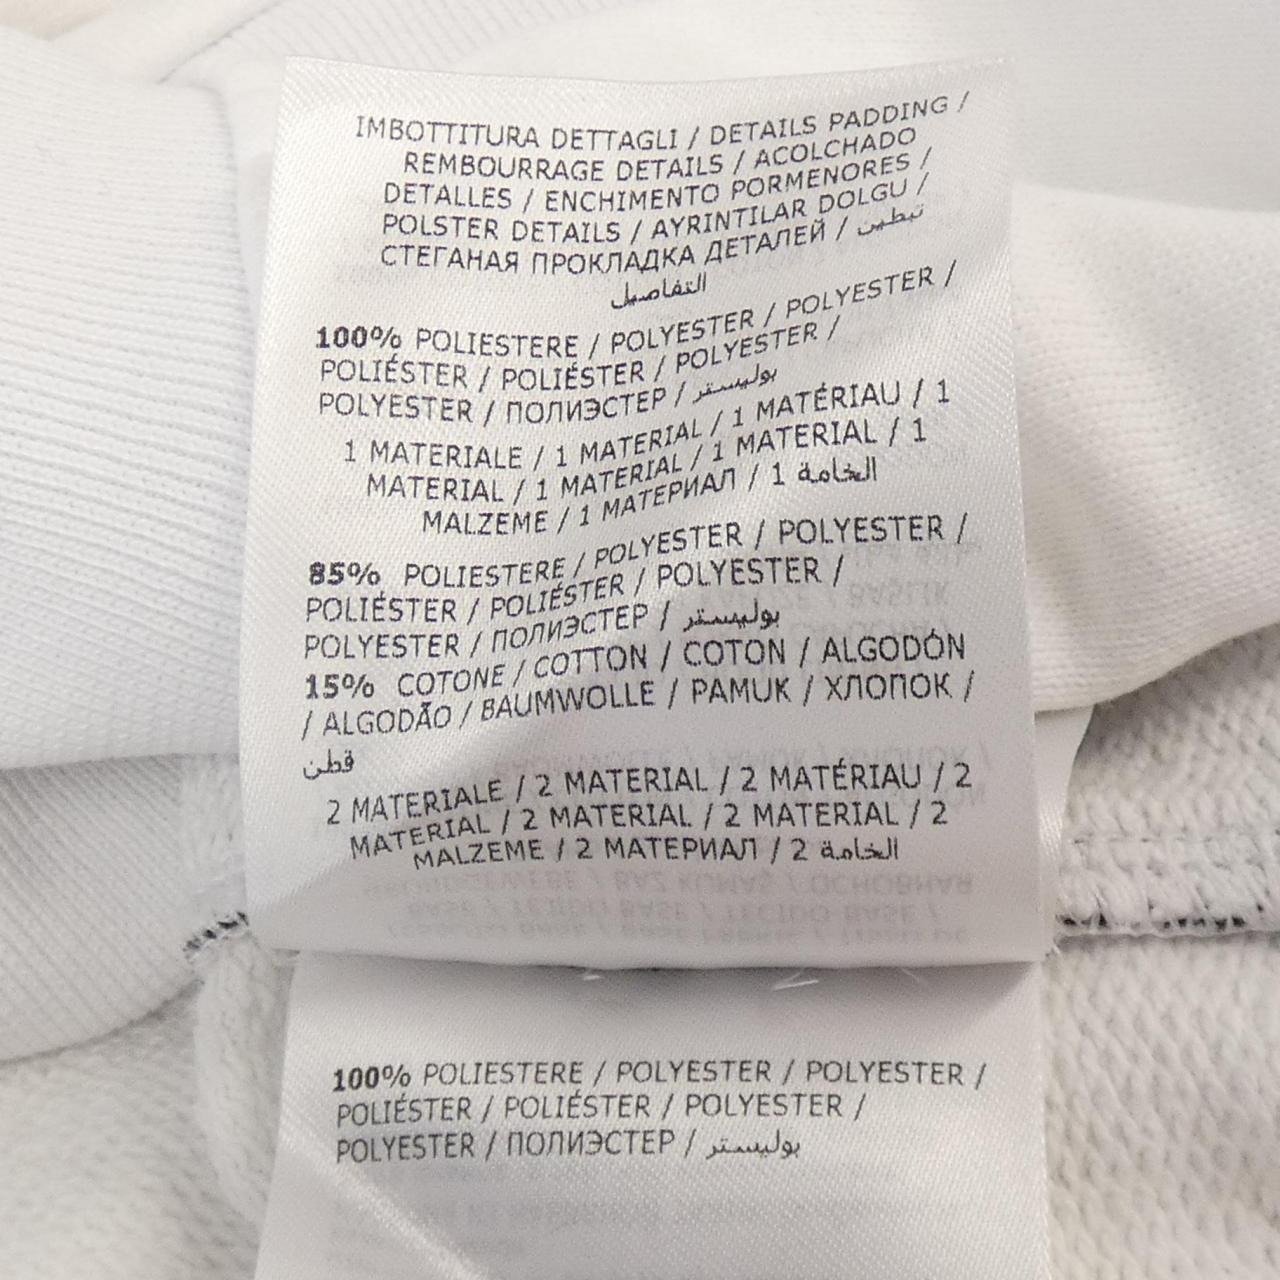 IMBOTTITURA DETTAGLI / DETAILS PADDING /
REMBOURRAGE DETAILS / ACOLCHADO
DETALLES / ENCHIMENTO PORMENORES /
POLSTER DETAILS / AYRINTILAR DOLGU /
СТЕГАНАЯ ПРОКЛАДКА ДЕТАЛЕЙ / تبطين
التفاصيل
100% POLIESTERE / POLYESTER / POLYESTER /
POLIÉSTER / POLIÉSTER / POLYESTER /
POLYESTER / ПОЛИЭСТЕР / بوليستر
1 MATERIALE / 1 MATERIAL / 1 MATÉRIAU / 1
MATERIAL / 1 MATERIAL / 1 MATERIAL / 1
MALZEME / 1 МАТЕРИАЛ / 1 الخامة
85% POLIESTERE / POLYESTER / POLYESTER /
POLIÉSTER / POLIÉSTER / POLYESTER /
POLYESTER / ПОЛИЭСТЕР / بوليستر
15% COTONE / COTTON / COTON / ALGODÓN
/ ALGODÃO / BAUMWOLLE / PAMUK / ХЛОПОК /
قطن
2 MATERIALE / 2 MATERIAL / 2 MATÉRIAU / 2
MATERIAL / 2 MATERIAL / 2 MATERIAL / 2
MALZEME / 2 МАТЕРИАЛ / 2 الخامة
100% POLIESTERE / POLYESTER / POLYESTER /
POLIÉSTER / POLIÉSTER / POLYESTER /
POLYESTER / ПОЛИЭСТЕР / بوليستر